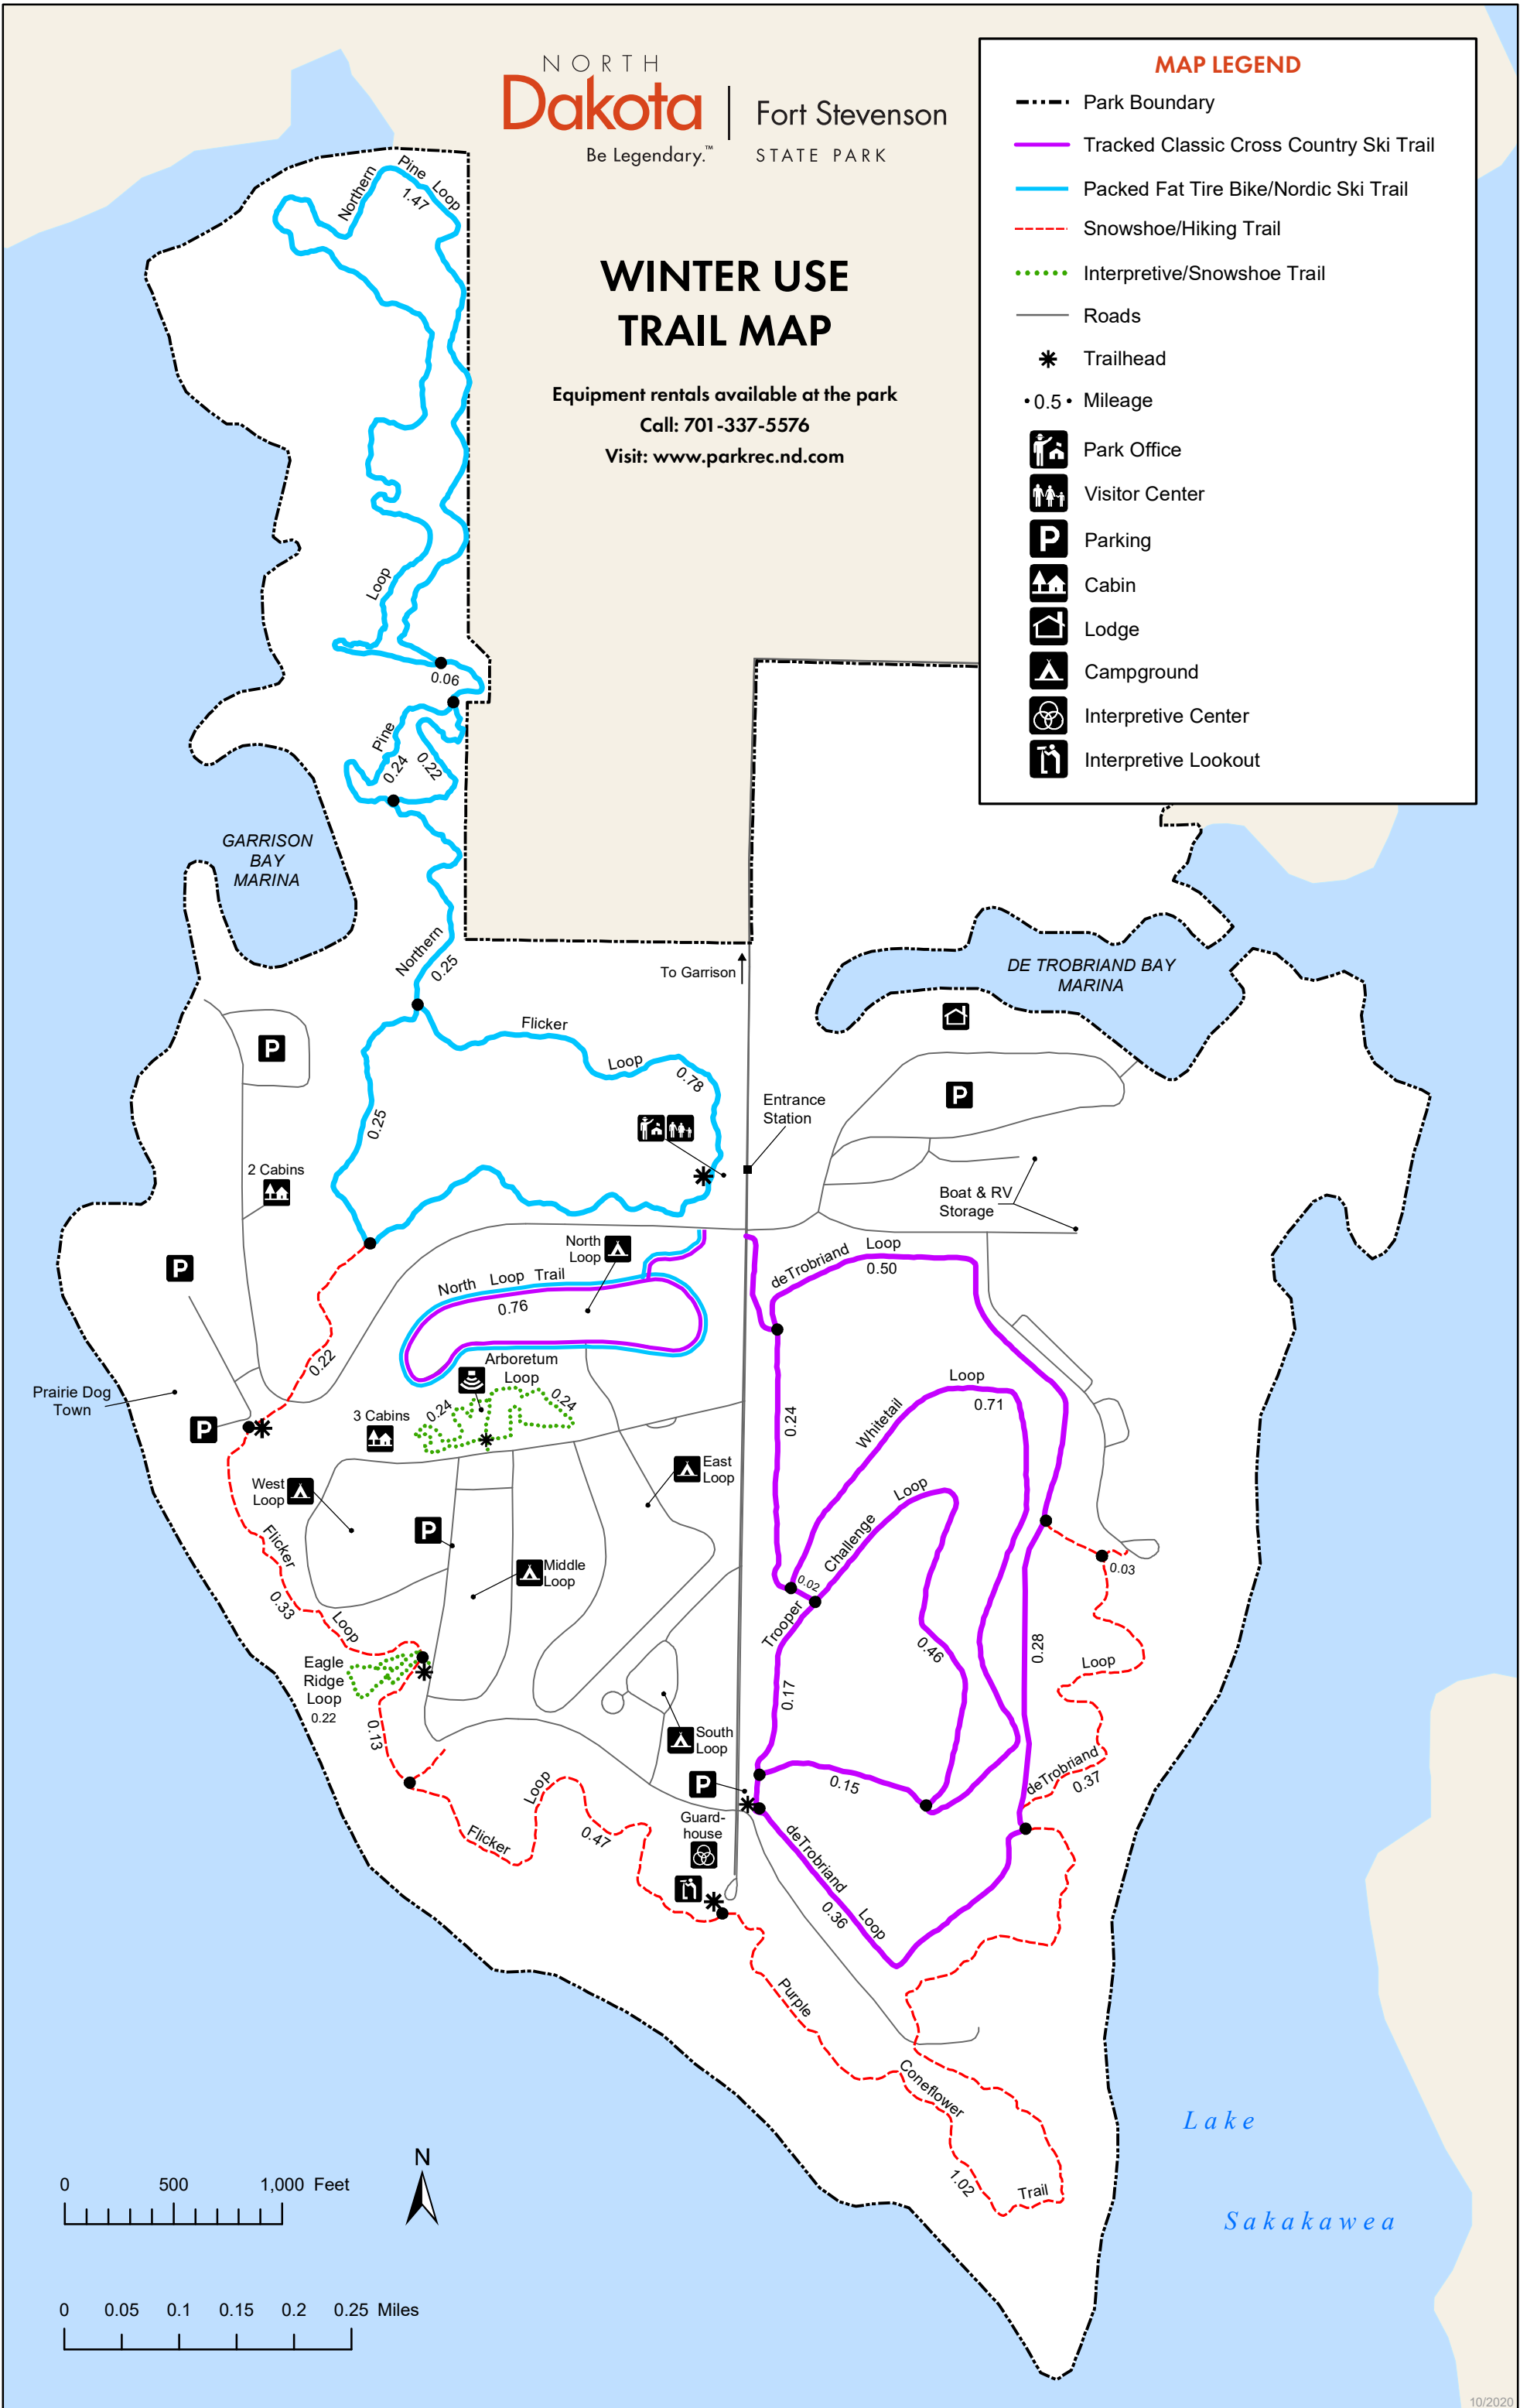 NORTH
Dakota
Be Legendary.™
Fort Stevenson
STATE PARK
WINTER USE
TRAIL MAP
Equipment rentals available at the park
Call: 701-337-5576
Visit: www.parkrec.nd.com
MAP LEGEND
Park Boundary
Tracked Classic Cross Country Ski Trail
Packed Fat Tire Bike/Nordic Ski Trail
Snowshoe/Hiking Trail
Interpretive/Snowshoe Trail
Roads
Trailhead
• 0.5 • Mileage
Park Office
P Parking
Visitor Center
Cabin
Lodge
Campground
Interpretive Center
Interpretive Lookout
Northern
Pine
Loop
1.47
Loop
0.06
Pine
0.24
0.22
GARRISON
BAY
MARINA
Northern
0.25
To Garrison
DE TROBRIAND BAY
MARINA
Flicker
Loop
0.78
P
P
Entrance
Station
0.25
2 Cabins
Boat & RV
Storage
P
North
Loop
North Loop Trail
0.76
deTrobriand
Loop
0.50
0.22
Prairie Dog
Town
P
Arboretum
Loop
0.24
0.24
3 Cabins
0.24
Whitetail
Loop
0.71
West
Loop
East
Loop
P
Middle
Loop
Challenge
Loop
0.02
Trooper
0.03
Flicker
0.33
Loop
Eagle
Ridge
Loop
0.22
0.13
0.46
0.28
Loop
0.17
South
Loop
P
0.15
deTrobriand
0.37
Guard-
house
Flicker
Loop
0.47
deTrobriand
0.36
Loop
Purple
Coneflower
1.02
Trail
Lake
Sakakawea
N
0 500 1,000 Feet
0 0.05 0.1 0.15 0.2 0.25 Miles
10/2020